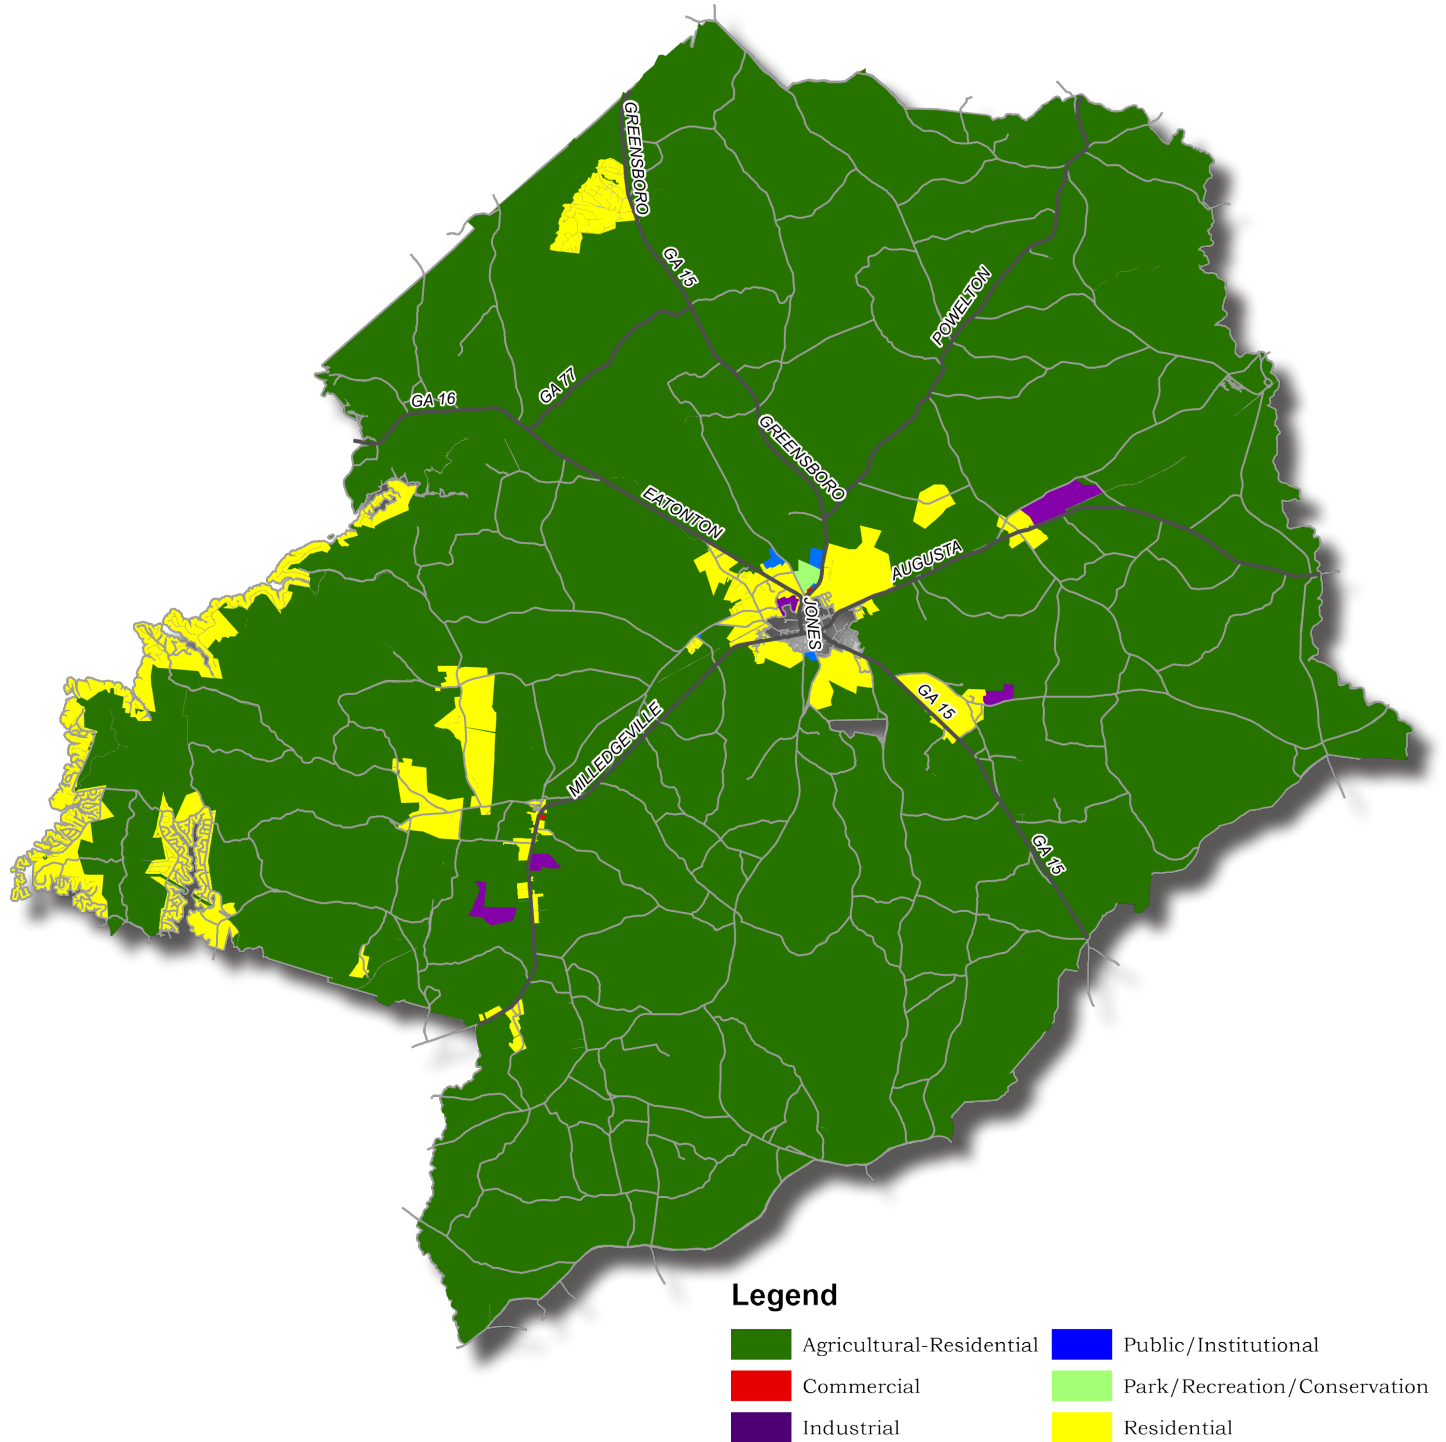 GREENSBORO
GA 15
POWELTON
GA 77
GA 16
GREENSBORO
EATONTON
AUGUSTA
JONES
GA 15
MILLEDGEVILLE
GA 15
Legend
Agricultural-Residential
Public/Institutional
Commercial
Park/Recreation/Conservation
Industrial
Residential